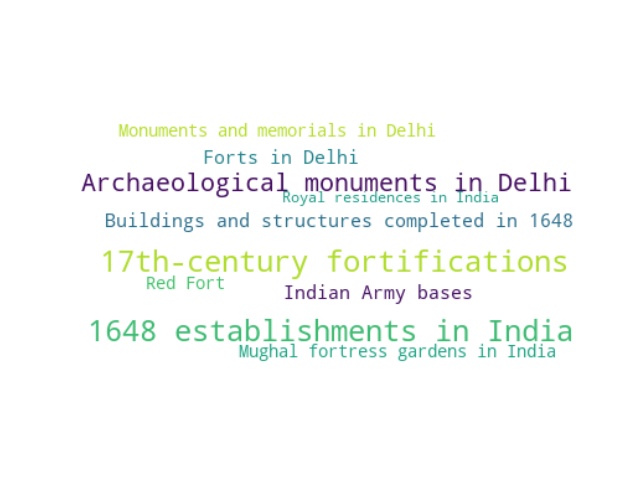 Monuments and memorials in Delhi
Forts in Delhi
Archaeological monuments in Delhi
Royal residences in India
Buildings and structures completed in 1648
17th-century fortifications
Red Fort
Indian Army bases
1648 establishments in India
Mughal fortress gardens in India